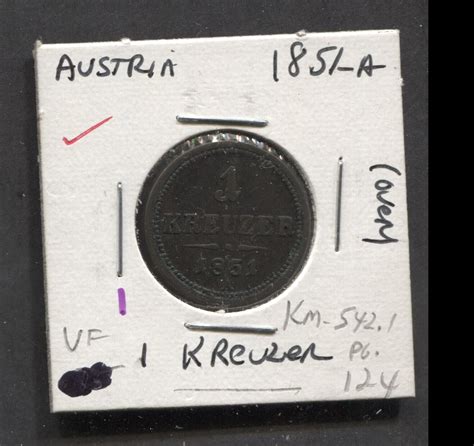 AUSTRIA 1851-A
(OVER)
1
KREUZER
1851
KM-542.1
VF
1 KREUZER PG.
124